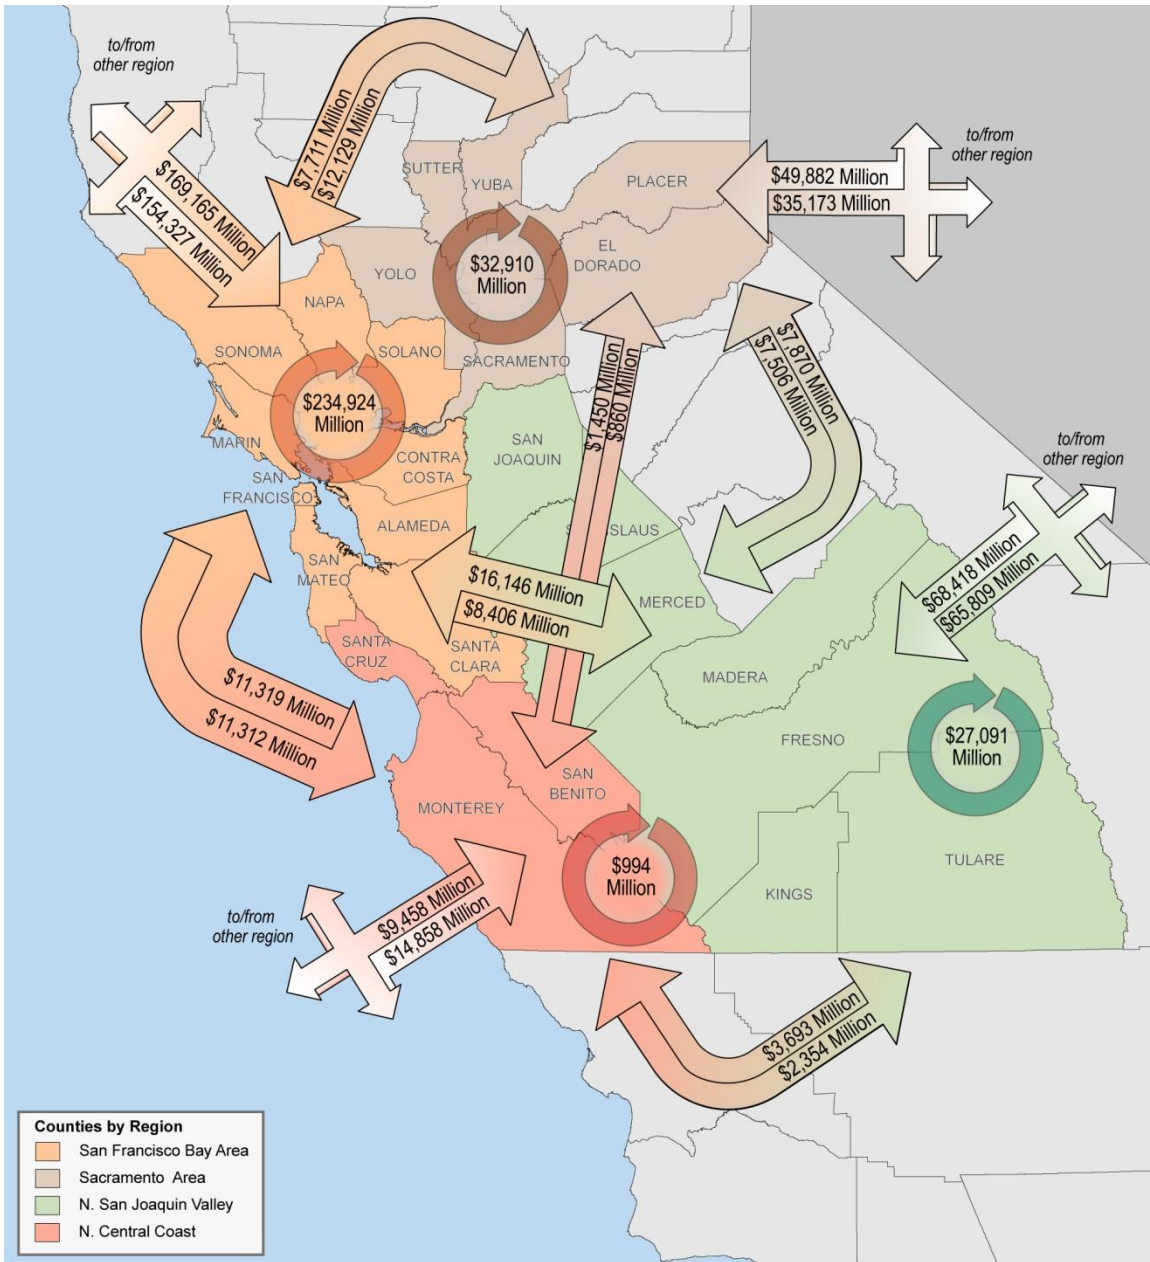 to/from
other region
$7,711 Million
$12,129 Million
$169,165 Million
$154,327 Million
SUTTER
YUBA
PLACER
$49,882 Million
$35,173 Million
to/from
other region
YOLO
$32,910
Million
EL
DORADO
NAPA
SONOMA
SOLANO
SACRAMENTO
$1,450 Million
$860 Million
$7,870 Million
$7,506 Million
$234,924
Million
MARIN
CONTRA
COSTA
SAN
JOAQUIN
SAN
FRANCISCO
to/from
other region
ALAMEDA
SLAUS
SAN
MATEO
$16,146 Million
$8,406 Million
MERCED
$68,418 Million
$65,809 Million
SANTA
CRUZ
SANTA
CLARA
MADERA
$11,319 Million
$11,312 Million
FRESNO
$27,091
Million
SAN
BENITO
MONTEREY
$994
Million
KINGS
TULARE
to/from
other region
$9,458 Million
$14,858 Million
$3,693 Million
$2,354 Million
Counties by Region
San Francisco Bay Area
Sacramento Area
N. San Joaquin Valley
N. Central Coast